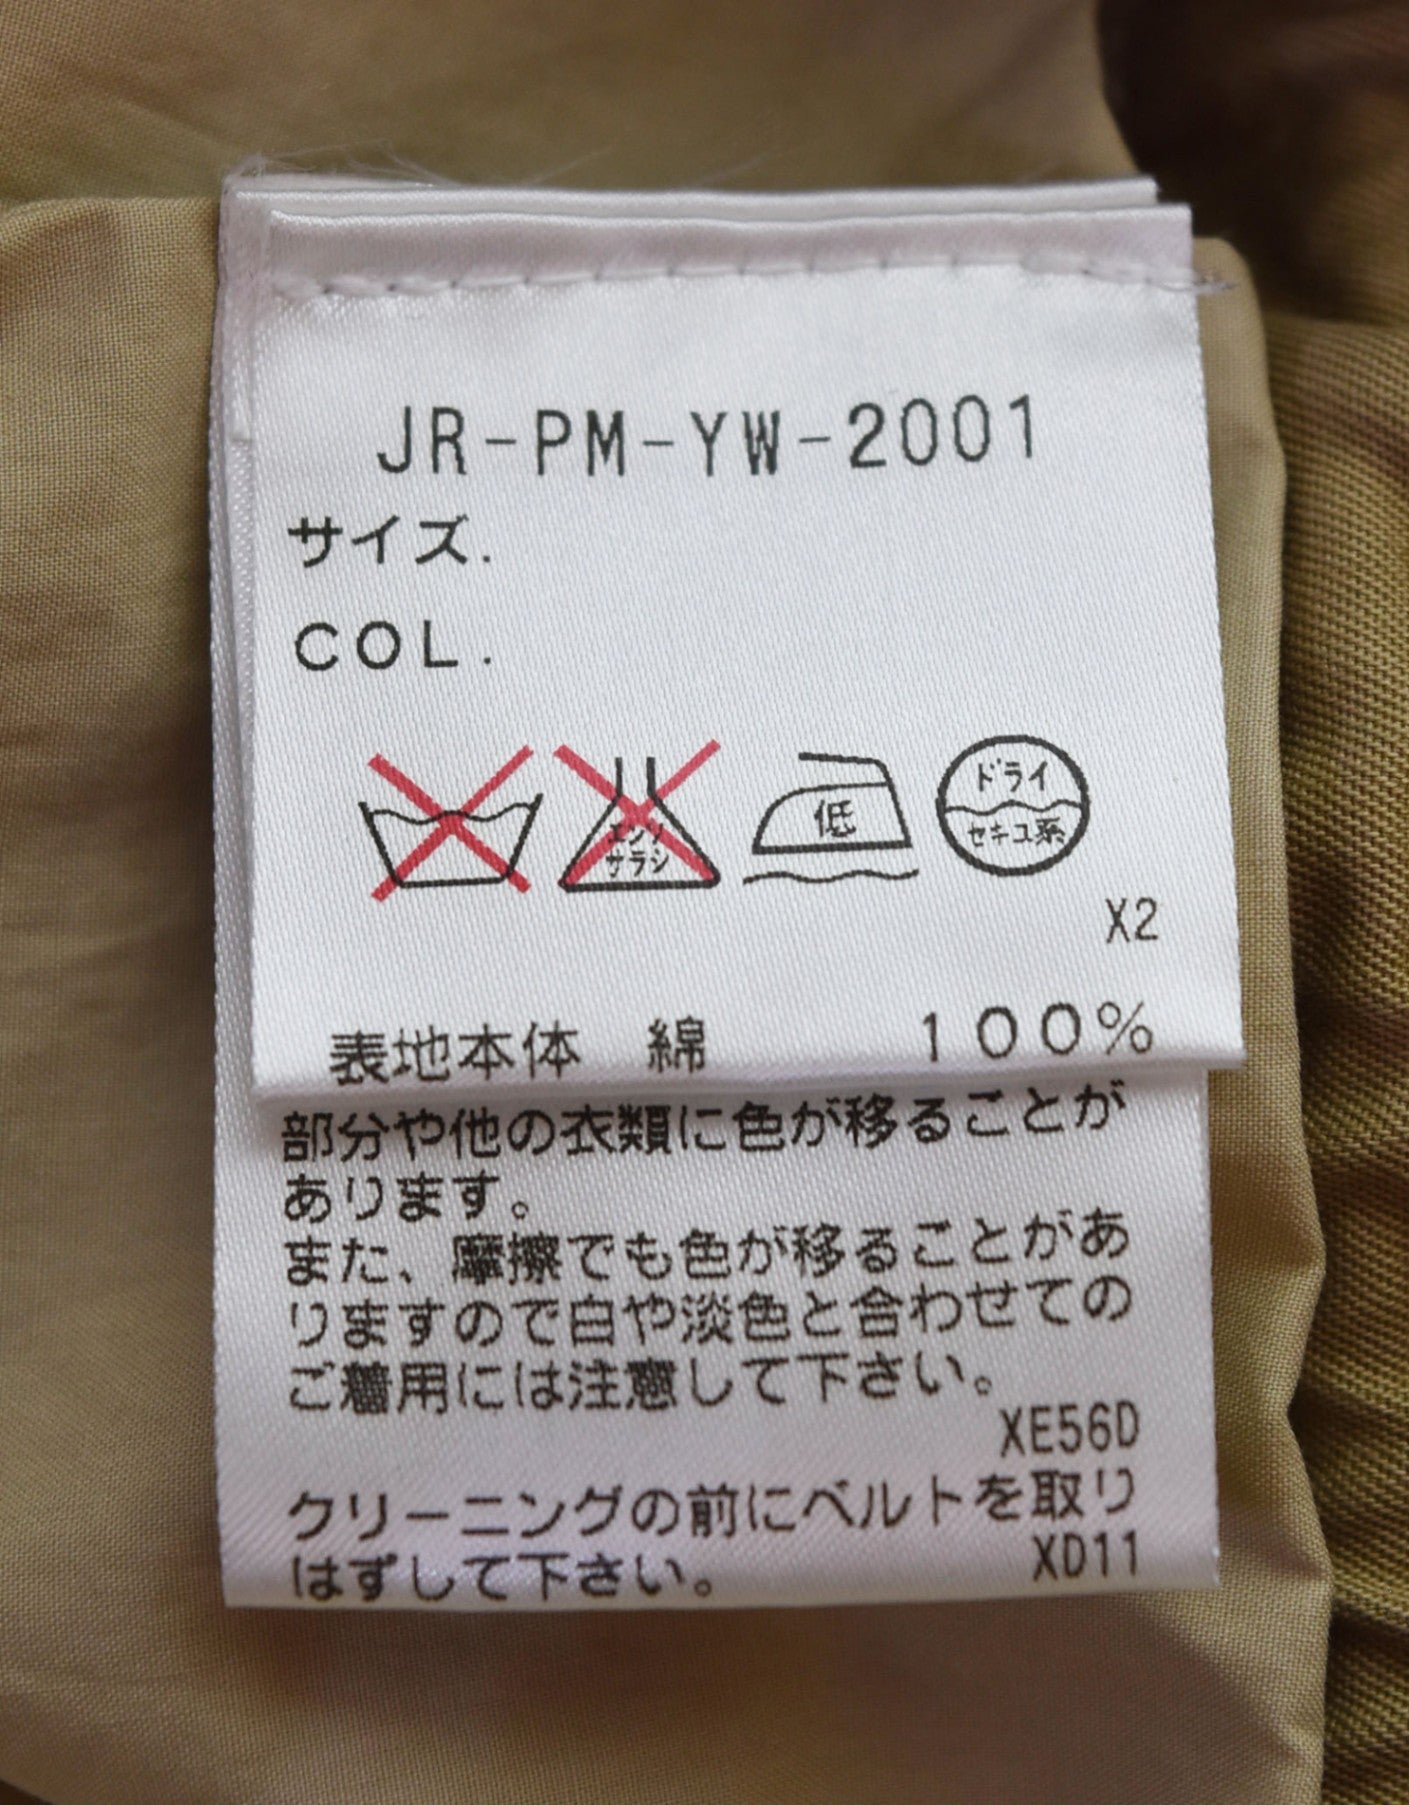 JR-PM-YW-2001
サイズ.
COL.
エンソ
サラシ
低
ドライ
セキユ系
X2
表地本体 綿 100%
部分や他の衣類に色が移ることが
あります。
また、摩擦でも色が移ることがあ
りますので白や淡色と合わせての
ご着用には注意して下さい。
XE56D
クリーニングの前にベルトを取り
はずして下さい。
XD11